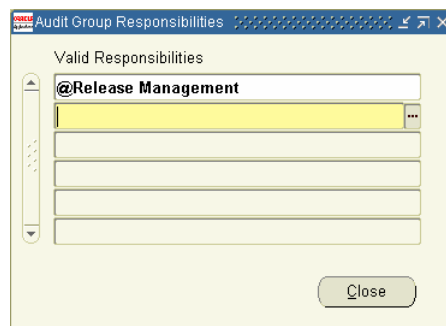 Audit Group Responsibilities
Valid Responsibilities
@Release Management
...
Close